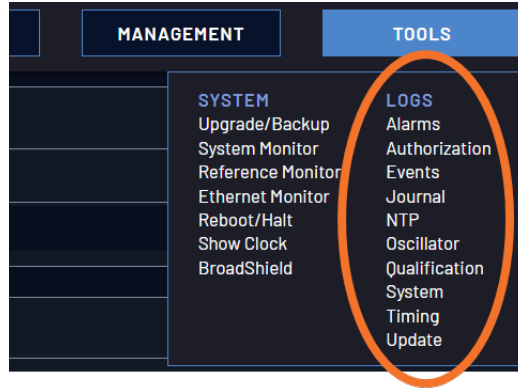 MANAGEMENT
TOOLS
SYSTEM
Upgrade/Backup
System Monitor
Reference Monitor
Ethernet Monitor
Reboot/Halt
Show Clock
BroadShield
LOGS
Alarms
Authorization
Events
Journal
NTP
Oscillator
Qualification
System
Timing
Update